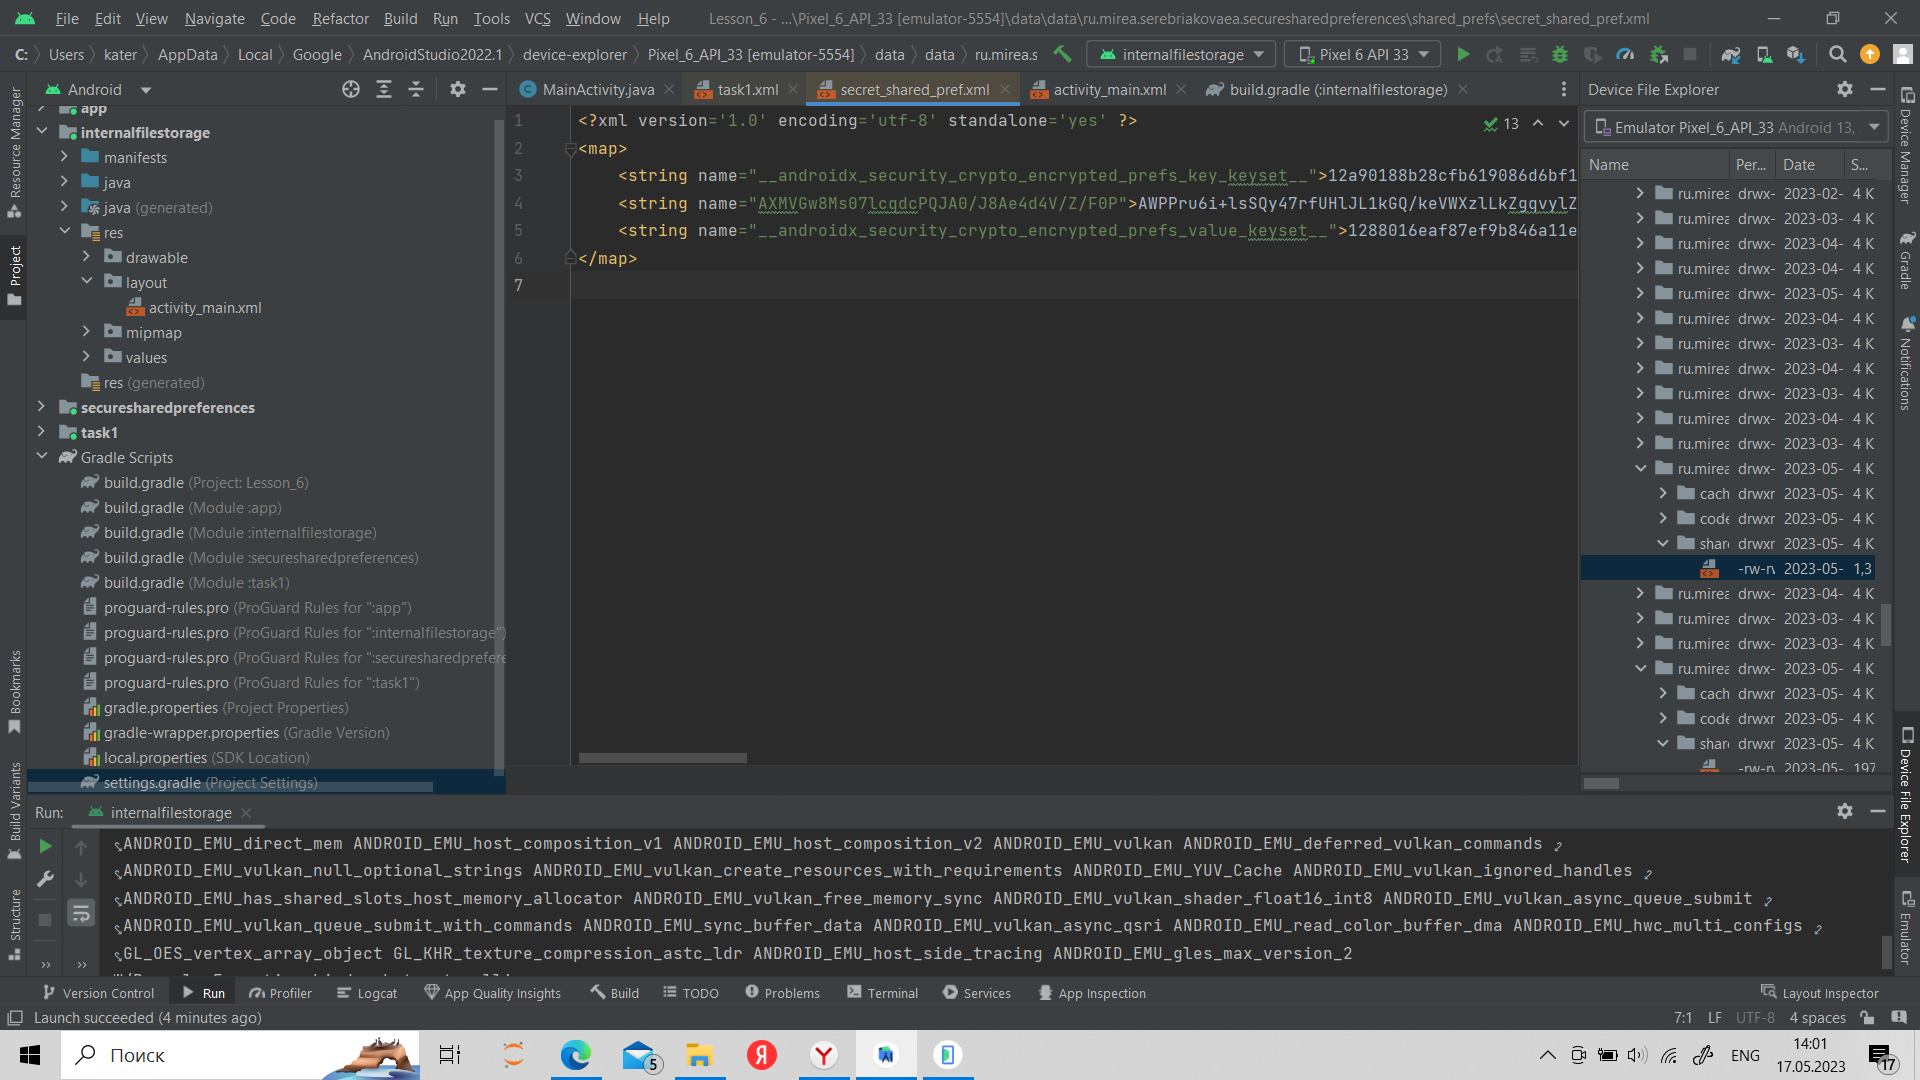 File Edit View Navigate Code Refactor Build Run Tools VCS Window Help Lesson_6 - ...\Pixel_6_API_33 [emulator-5554]\data\data\ru.mirea.serebriakovaea.securesharedpreferences\shared_prefs\secret_shared_pref.xml
C: Users kater AppData Local Google AndroidStudio2022.1 device-explorer Pixel_6_API_33 [emulator-5554] data data ru.mirea.s internalfilestorage Pixel 6 API 33
Android
MainActivity.java task1.xml secret_shared_pref.xml activity_main.xml build.gradle (:internalfilestorage)
Device File Explorer
Emulator Pixel_6_API_33 Android 13,
Name Per... Date S...
Resource Manager
Project
Bookmarks
Build Variants
Structure
app
internalfilestorage
manifests
java
java (generated)
res
drawable
layout
activity_main.xml
mipmap
values
res (generated)
securesharedpreferences
task1
Gradle Scripts
build.gradle (Project: Lesson_6)
build.gradle (Module :app)
build.gradle (Module :internalfilestorage)
build.gradle (Module :securesharedpreferences)
build.gradle (Module :task1)
proguard-rules.pro (ProGuard Rules for ":app")
proguard-rules.pro (ProGuard Rules for ":internalfilestorage")
proguard-rules.pro (ProGuard Rules for ":securesharedprefere
proguard-rules.pro (ProGuard Rules for ":task1")
gradle.properties (Project Properties)
gradle-wrapper.properties (Gradle Version)
local.properties (SDK Location)
settings.gradle (Project Settings)
13
1 <?xml version='1.0' encoding='utf-8' standalone='yes' ?>
2 <map>
3 <string name="__androidx_security_crypto_encrypted_prefs_key_keyset__">12a90188b28cfb619086d6bf1
4 <string name="AXMVGw8Ms07lcqdcPQJA0/J8Ae4d4V/Z/F0P">AWPPru6i+lsSQy47rfUHlJL1kGQ/keVWXzlLkZgqvylZ
5 <string name="__androidx_security_crypto_encrypted_prefs_value_keyset__">1288016eaf87ef9b846a11e
6 </map>
7
ru.mirea drwx- 2023-02- 4 K
ru.mirea drwx- 2023-03- 4 K
ru.mirea drwx- 2023-04- 4 K
ru.mirea drwx- 2023-04- 4 K
ru.mirea drwx- 2023-05- 4 K
ru.mirea drwx- 2023-04- 4 K
ru.mirea drwx- 2023-03- 4 K
ru.mirea drwx- 2023-04- 4 K
ru.mirea drwx- 2023-03- 4 K
ru.mirea drwx- 2023-04- 4 K
ru.mirea drwx- 2023-03- 4 K
ru.mirea drwx- 2023-05- 4 K
cach drwxr 2023-05- 4 K
code drwxr 2023-05- 4 K
share drwxr 2023-05- 4 K
-rw-rv 2023-05- 1,3
ru.mirea drwx- 2023-04- 4 K
ru.mirea drwx- 2023-03- 4 K
ru.mirea drwx- 2023-03- 4 K
ru.mirea drwx- 2023-05- 4 K
cach drwxr 2023-05- 4 K
code drwxr 2023-05- 4 K
share drwxr 2023-05- 4 K
-rw-rv 2023-05- 197
Device Manager
Gradle
Notifications
Device File Explorer
Emulator
Run: internalfilestorage
ANDROID_EMU_direct_mem ANDROID_EMU_host_composition_v1 ANDROID_EMU_host_composition_v2 ANDROID_EMU_vulkan ANDROID_EMU_deferred_vulkan_commands
ANDROID_EMU_vulkan_null_optional_strings ANDROID_EMU_vulkan_create_resources_with_requirements ANDROID_EMU_YUV_Cache ANDROID_EMU_vulkan_ignored_handles
ANDROID_EMU_has_shared_slots_host_memory_allocator ANDROID_EMU_vulkan_free_memory_sync ANDROID_EMU_vulkan_shader_float16_int8 ANDROID_EMU_vulkan_async_queue_submit
ANDROID_EMU_vulkan_queue_submit_with_commands ANDROID_EMU_sync_buffer_data ANDROID_EMU_vulkan_async_qsri ANDROID_EMU_read_color_buffer_dma ANDROID_EMU_hwc_multi_configs
GL_OES_vertex_array_object GL_KHR_texture_compression_astc_ldr ANDROID_EMU_host_side_tracing ANDROID_EMU_gles_max_version_2
Version Control Run Profiler Logcat App Quality Insights Build TODO Problems Terminal Services App Inspection Layout Inspector
Launch succeeded (4 minutes ago) 7:1 LF UTF-8 4 spaces
Поиск 5 ENG 14:01
17.05.2023 17